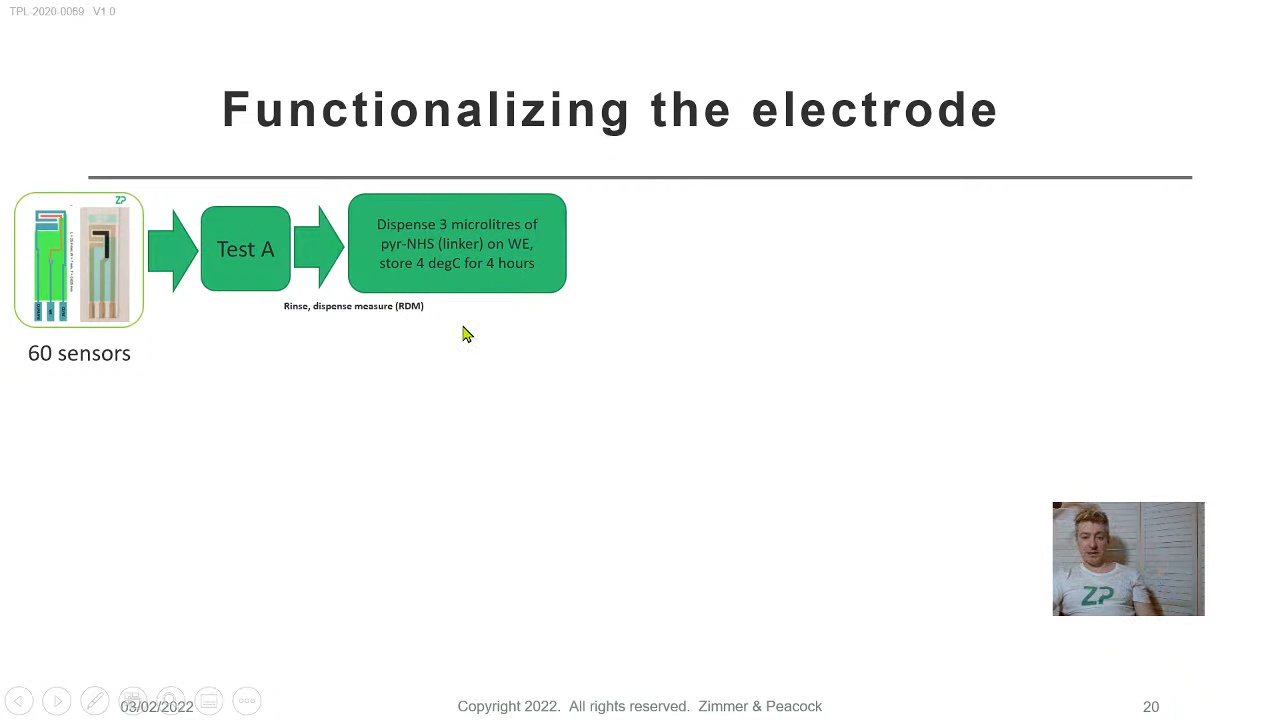 TPL-2020-0069 V1.0
Functionalizing the electrode
ZP
Test A
Dispense 3 microlitres of
pyr-NHS (linker) on WE,
store 4 degC for 4 hours
Rinse, dispense measure (RDM)
60 sensors
ZP
03/02/2022
Copyright 2022. All rights reserved. Zimmer & Peacock
20